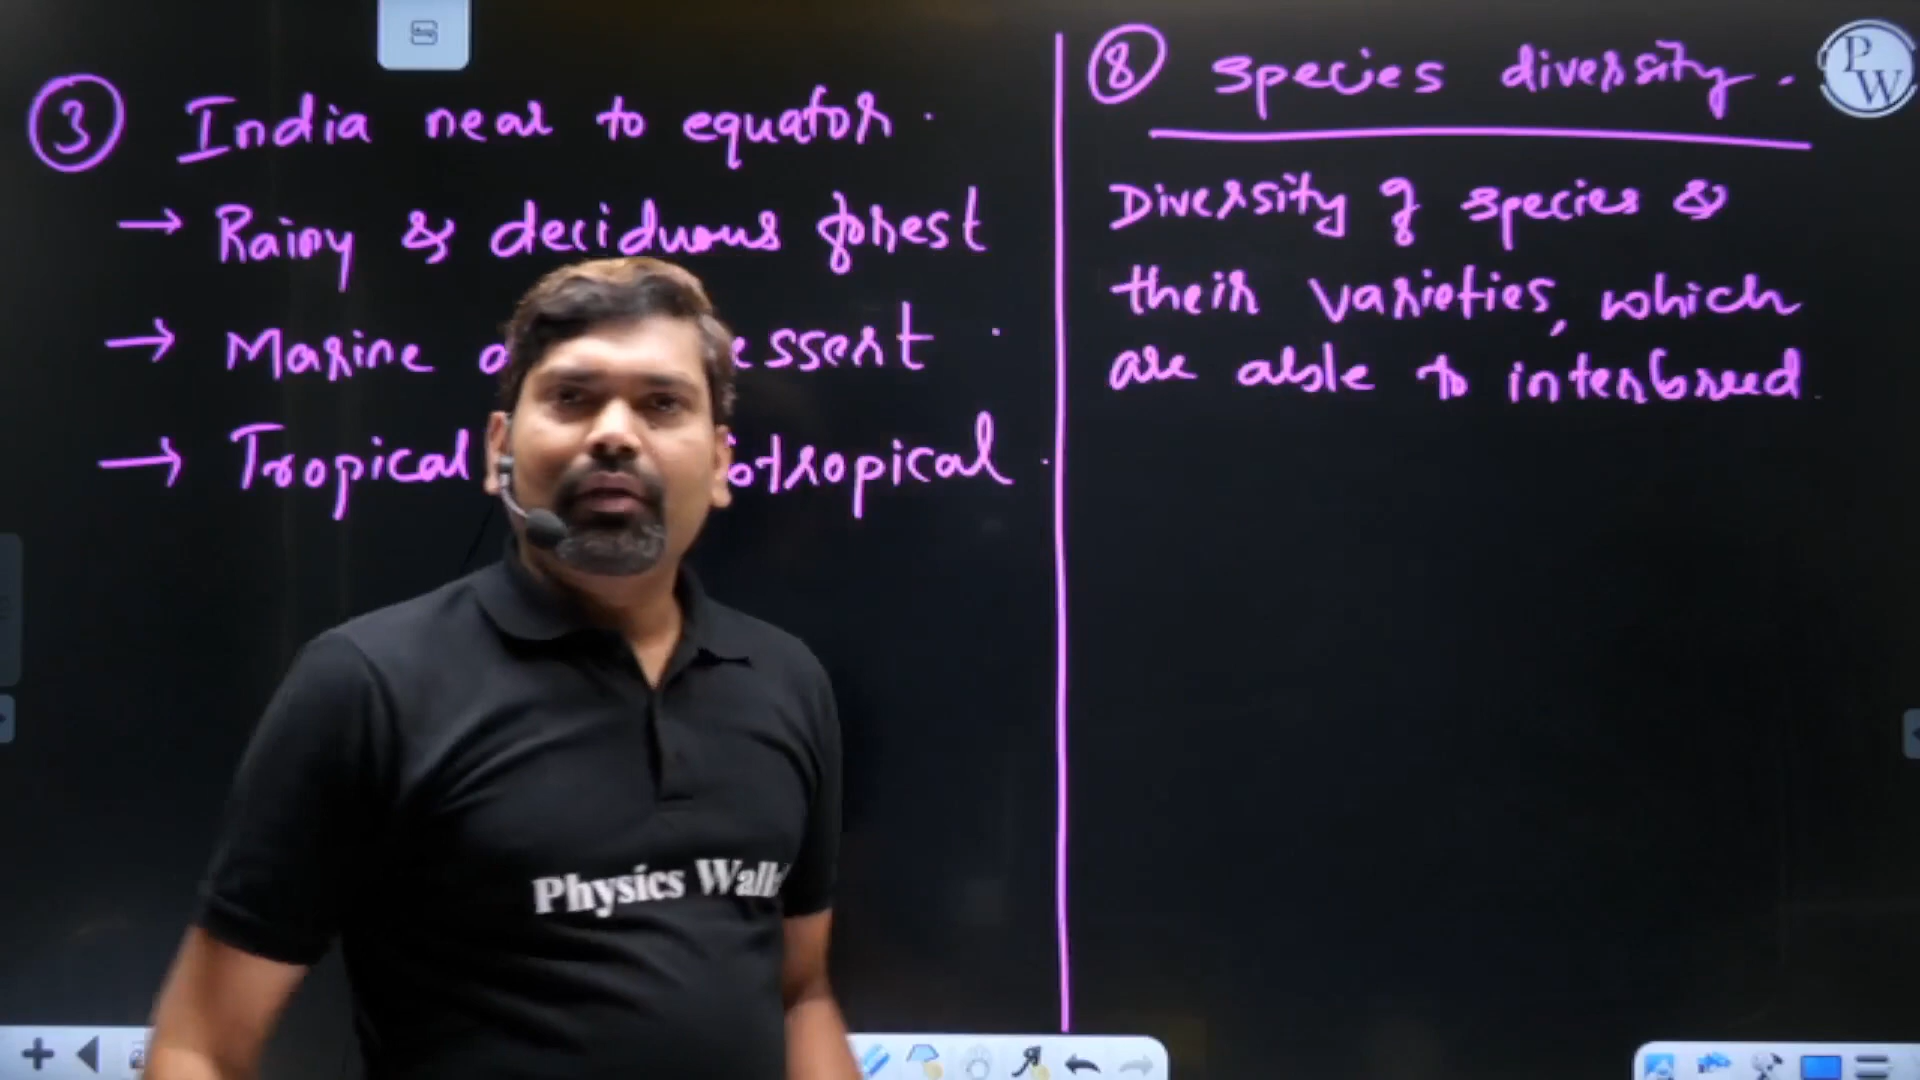 ③ India near to equator.
→ Rainy & deciduous forest
→ Marine
→ Tropical
⑧ species diversity.
Diversity of species &
their varieties, which
are able to interbreed
PW
Physics